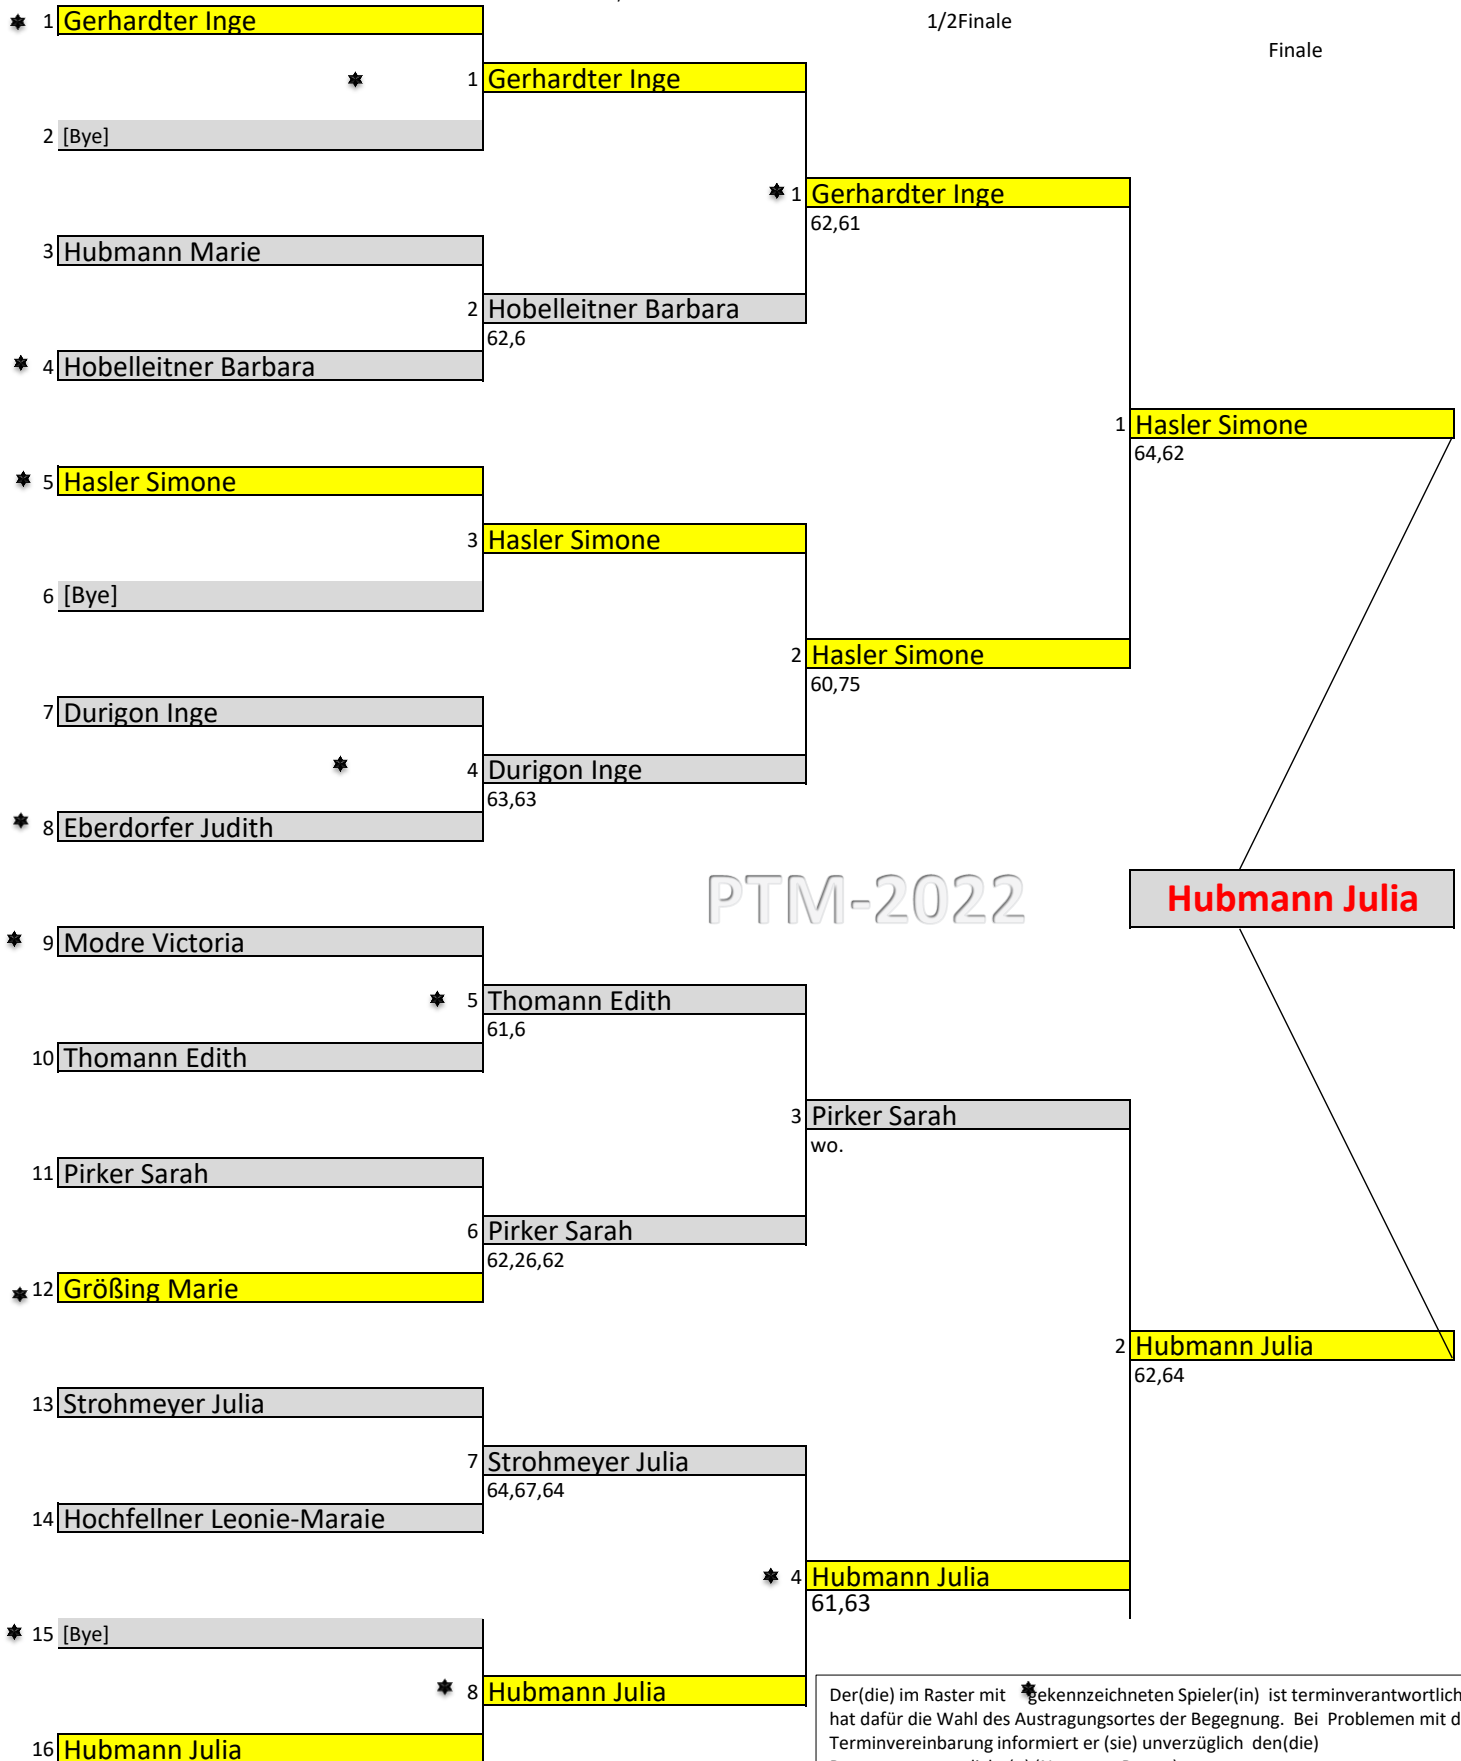 1 Gerhardter Inge
1/2Finale
Finale
1 Gerhardter Inge
2 [Bye]
1 Gerhardter Inge
62,61
3 Hubmann Marie
2 Hobelleitner Barbara
62,6
4 Hobelleitner Barbara
1 Hasler Simone
64,62
5 Hasler Simone
3 Hasler Simone
6 [Bye]
2 Hasler Simone
60,75
7 Durigon Inge
4 Durigon Inge
63,63
8 Eberdorfer Judith
PTM-2022
Hubmann Julia
9 Modre Victoria
5 Thomann Edith
61,6
10 Thomann Edith
3 Pirker Sarah
wo.
11 Pirker Sarah
6 Pirker Sarah
62,26,62
12 Größing Marie
2 Hubmann Julia
62,64
13 Strohmeyer Julia
7 Strohmeyer Julia
64,67,64
14 Hochfellner Leonie-Maraie
4 Hubmann Julia
61,63
15 [Bye]
8 Hubmann Julia
16 Hubmann Julia
Der(die) im Raster mit gekennzeichneten Spieler(in) ist terminverantwortlich
hat dafür die Wahl des Austragungsortes der Begegnung. Bei Problemen mit d
Terminvereinbarung informiert er (sie) unverzüglich den(die)